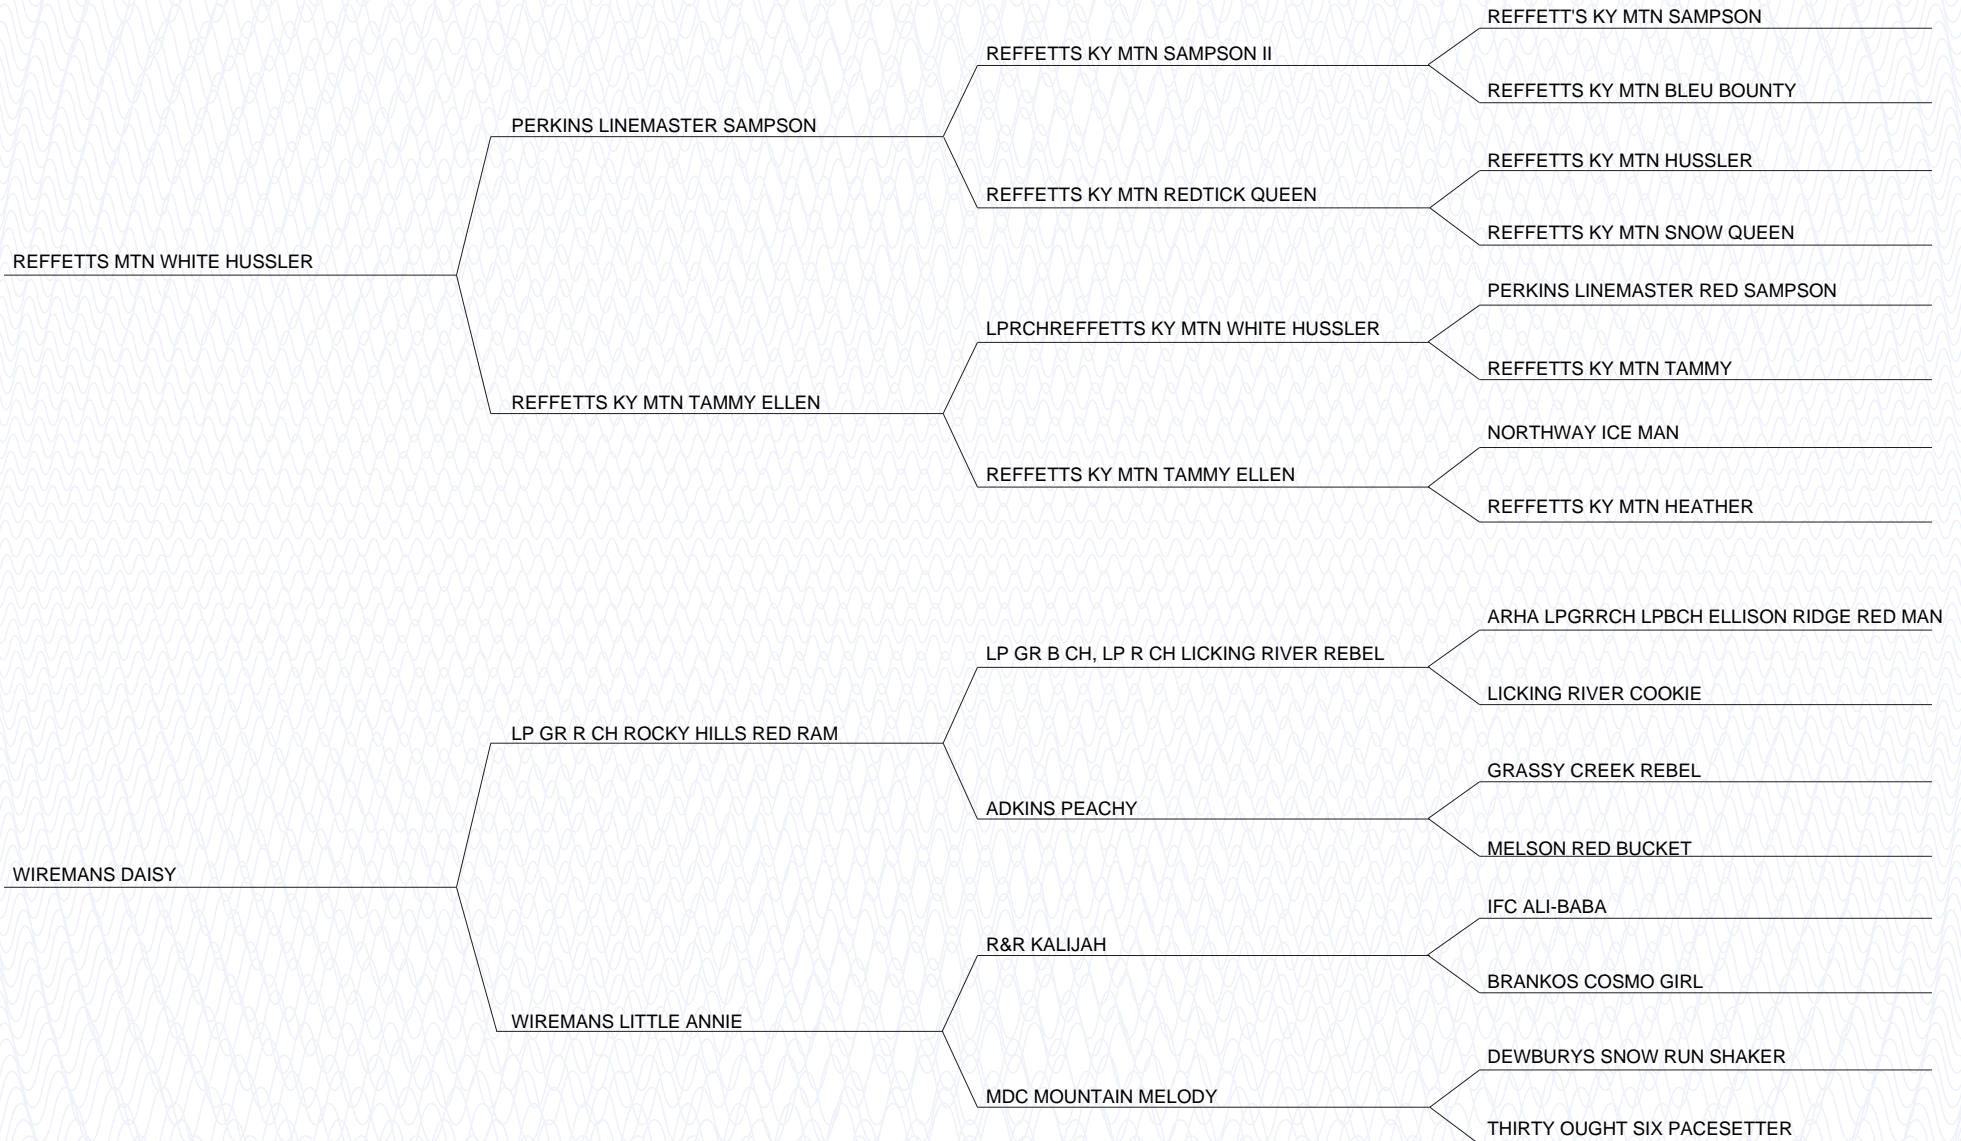 REFFETT'S KY MTN SAMPSON
REFFETTS KY MTN SAMPSON II
REFFETTS KY MTN BLEU BOUNTY
PERKINS LINEMASTER SAMPSON
REFFETTS KY MTN HUSSLER
REFFETTS KY MTN REDTICK QUEEN
REFFETTS KY MTN SNOW QUEEN
REFFETTS MTN WHITE HUSSLER
PERKINS LINEMASTER RED SAMPSON
LPRCHREFFETTS KY MTN WHITE HUSSLER
REFFETTS KY MTN TAMMY
REFFETTS KY MTN TAMMY ELLEN
NORTHWAY ICE MAN
REFFETTS KY MTN TAMMY ELLEN
REFFETTS KY MTN HEATHER
ARHA LPGRRCH LPBCH ELLISON RIDGE RED MAN
LP GR B CH, LP R CH LICKING RIVER REBEL
LICKING RIVER COOKIE
LP GR R CH ROCKY HILLS RED RAM
GRASSY CREEK REBEL
ADKINS PEACHY
MELSON RED BUCKET
WIREMANS DAISY
IFC ALI-BABA
R&R KALIJAH
BRANKOS COSMO GIRL
WIREMANS LITTLE ANNIE
DEWBURYS SNOW RUN SHAKER
MDC MOUNTAIN MELODY
THIRTY OUGHT SIX PACESETTER